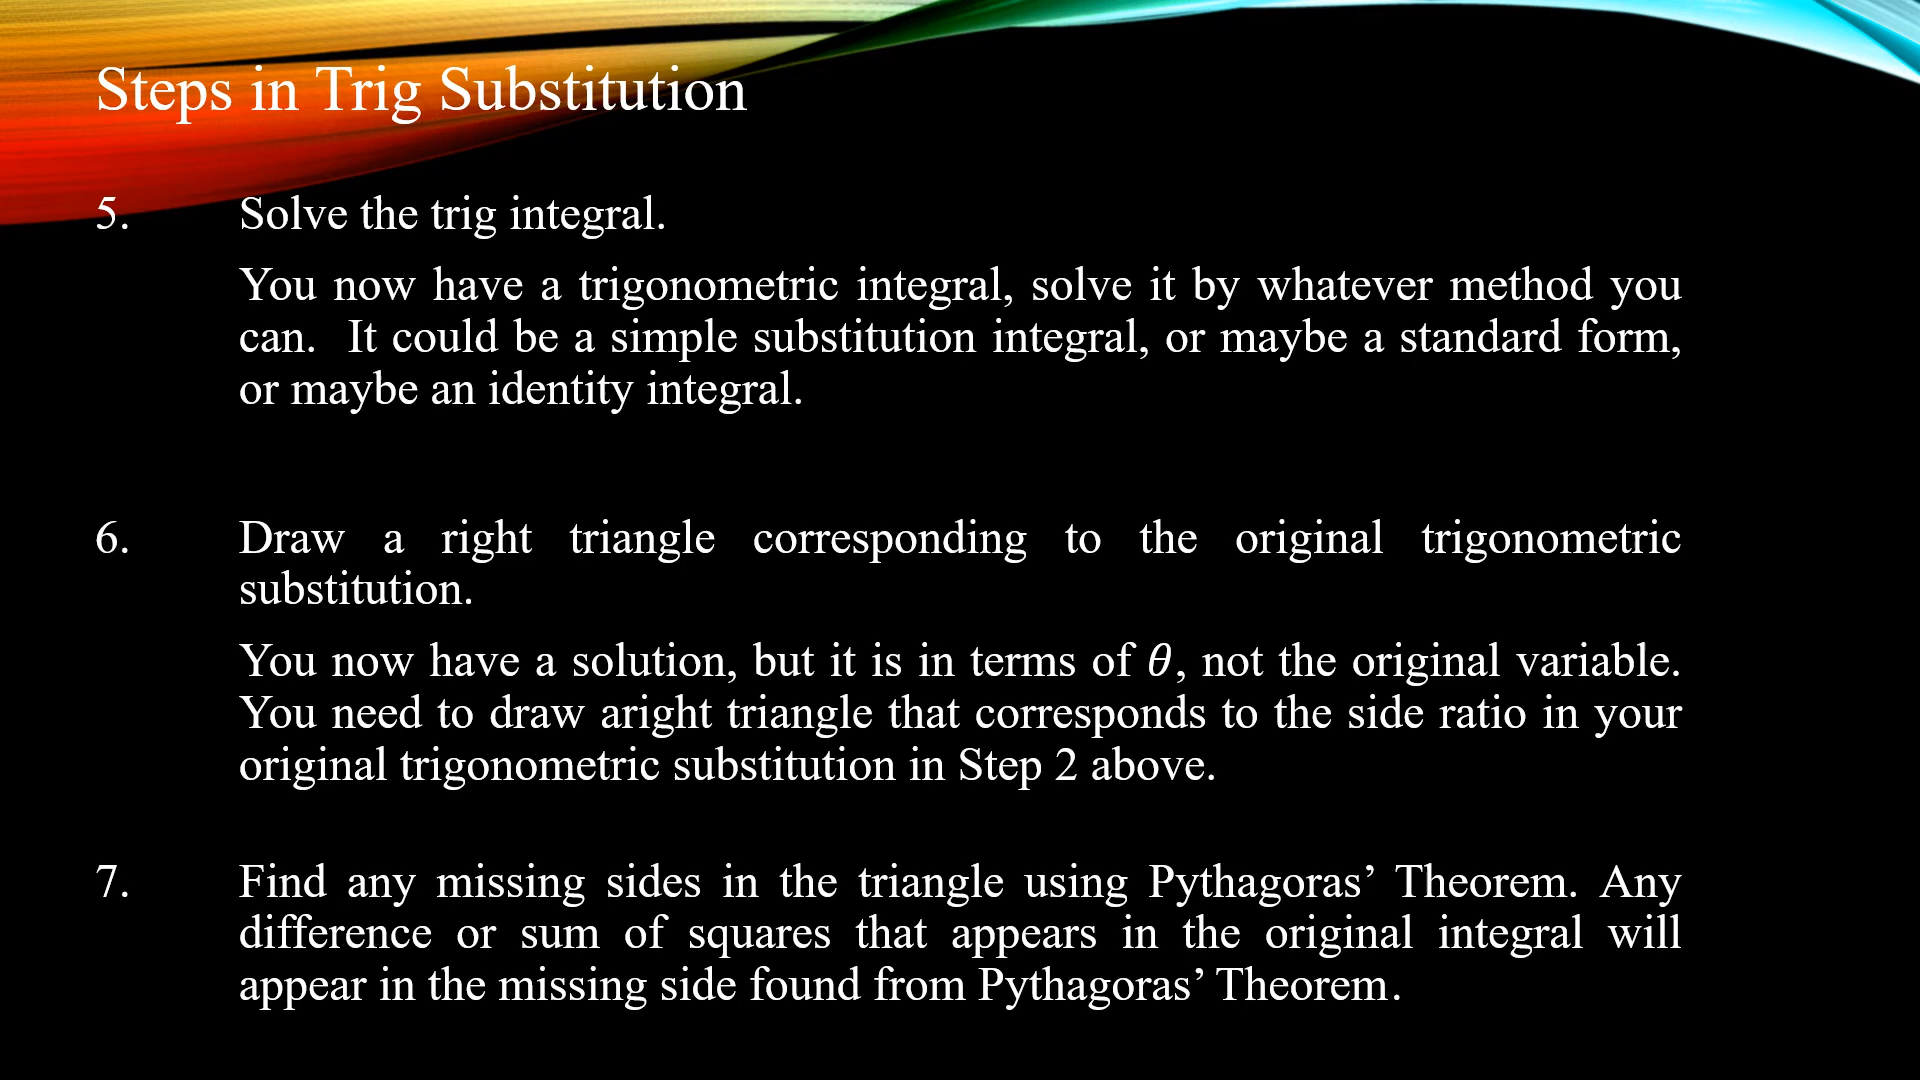 Steps in Trig Substitution
5. Solve the trig integral.
You now have a trigonometric integral, solve it by whatever method you
can. It could be a simple substitution integral, or maybe a standard form,
or maybe an identity integral.
6. Draw a right triangle corresponding to the original trigonometric
substitution.
You now have a solution, but it is in terms of 𝜃, not the original variable.
You need to draw aright triangle that corresponds to the side ratio in your
original trigonometric substitution in Step 2 above.
7. Find any missing sides in the triangle using Pythagoras’ Theorem. Any
difference or sum of squares that appears in the original integral will
appear in the missing side found from Pythagoras’ Theorem.